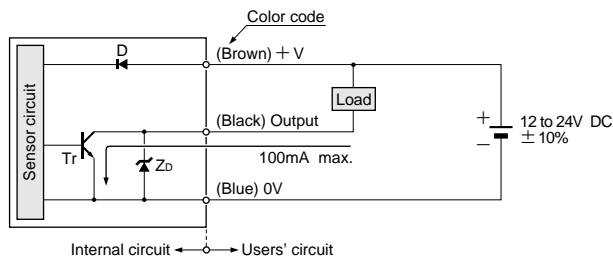 Color code
D
(Brown) + V
Sensor circuit
Load
(Black) Output
+
12 to 24V DC
−
± 10%
Tr
ZD
100mA max.
(Blue) 0V
Internal circuit
Users' circuit